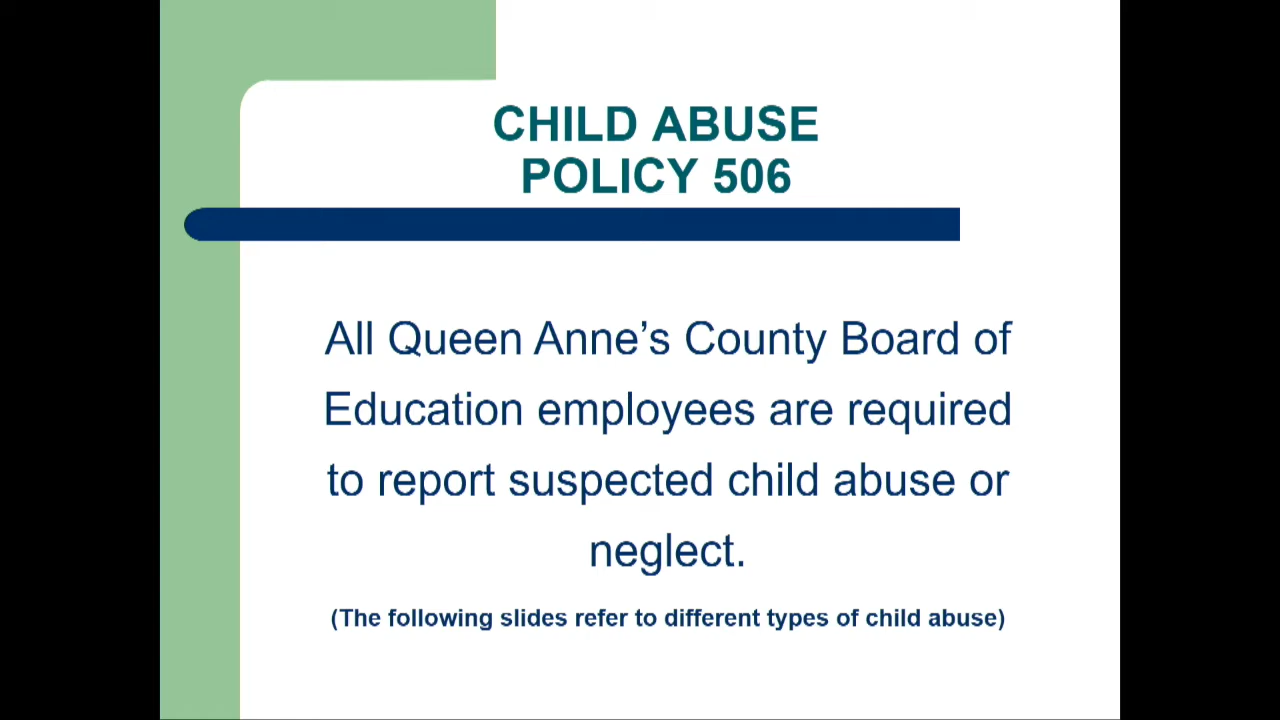 CHILD ABUSE
POLICY 506
All Queen Anne’s County Board of
Education employees are required
to report suspected child abuse or
neglect.
(The following slides refer to different types of child abuse)